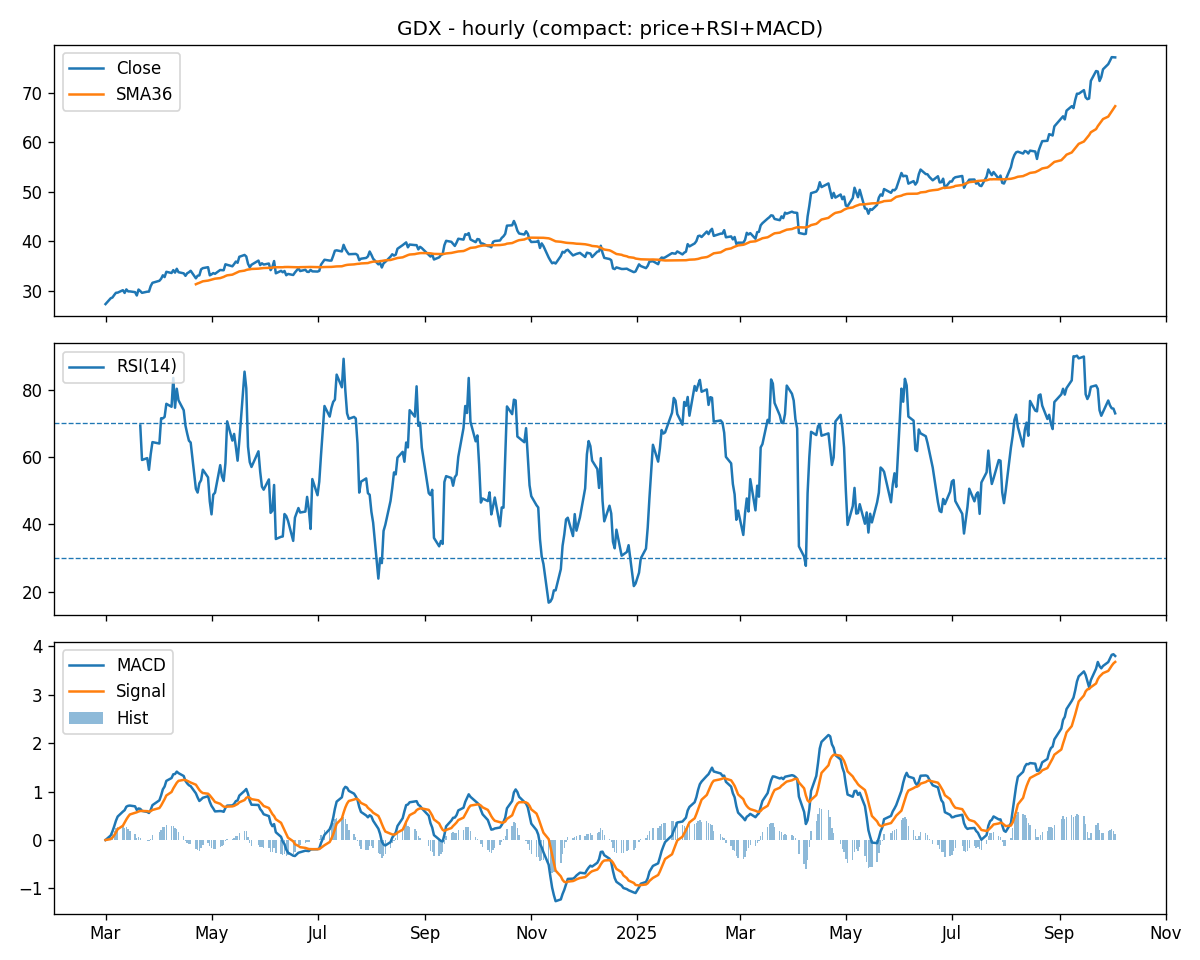 GDX - hourly (compact: price+RSI+MACD)
Close
SMA36
70
60
50
40
30
RSI(14)
80
60
40
20
MACD
Signal
Hist
4
3
2
1
0
−1
Mar May Jul Sep Nov 2025 Mar May Jul Sep Nov